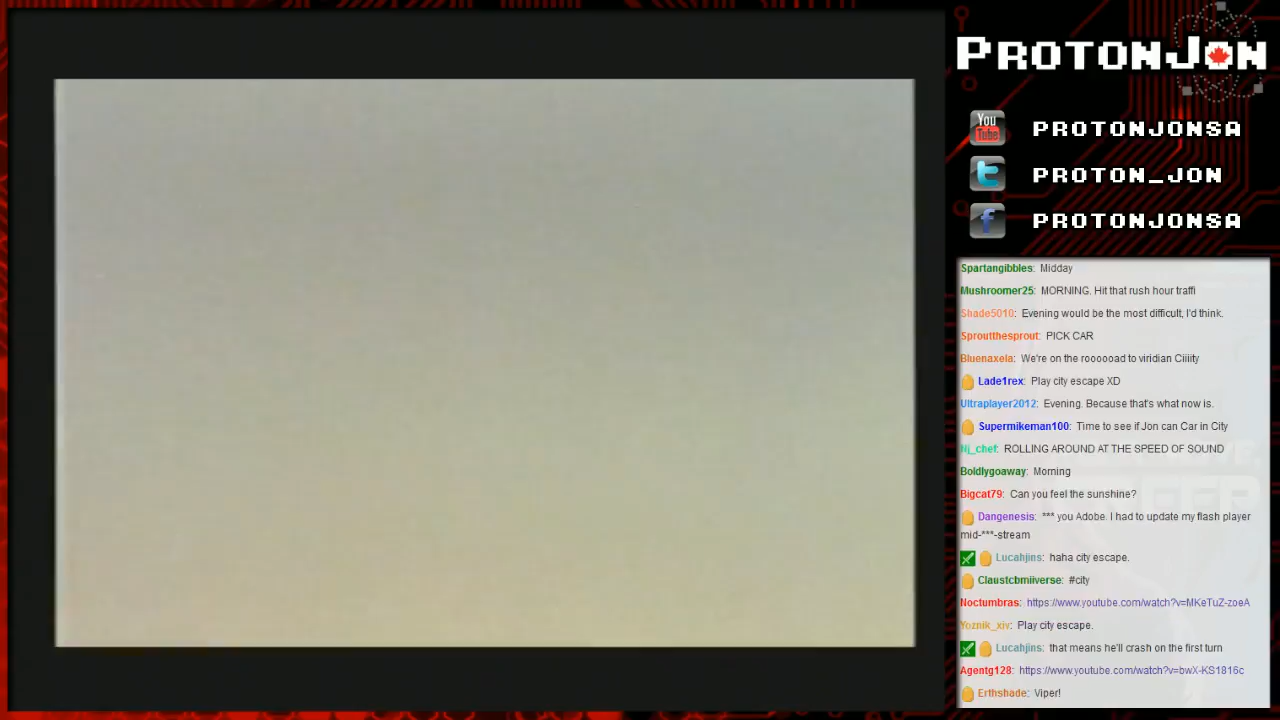 PROTONJON
You Tube PROTONJONSA
t PROTON_JON
f PROTONJONSA
Spartangibbles: Midday
Mushroomer25: MORNING. Hit that rush hour traffi
Shade5010: Evening would be the most difficult, I'd think.
Sproutthesprout: PICK CAR
Bluenaxela: We're on the roooooad to viridian Ciiiity
Lade1rex: Play city escape XD
Ultraplayer2012: Evening. Because that's what now is.
Supermikeman100: Time to see if Jon can Car in City
Nj_chef: ROLLING AROUND AT THE SPEED OF SOUND
Boldlygoaway: Morning
Bigcat79: Can you feel the sunshine?
Dangenesis: *** you Adobe. I had to update my flash player
mid-***-stream
Lucahjins: haha city escape.
Claustcbmiiverse: #city
Noctumbras: https://www.youtube.com/watch?v=MKeTuZ-zoeA
Yoznik_xiv: Play city escape.
Lucahjins: that means he'll crash on the first turn
Agentg128: https://www.youtube.com/watch?v=bwX-KS1816c
Erthshade: Viper!